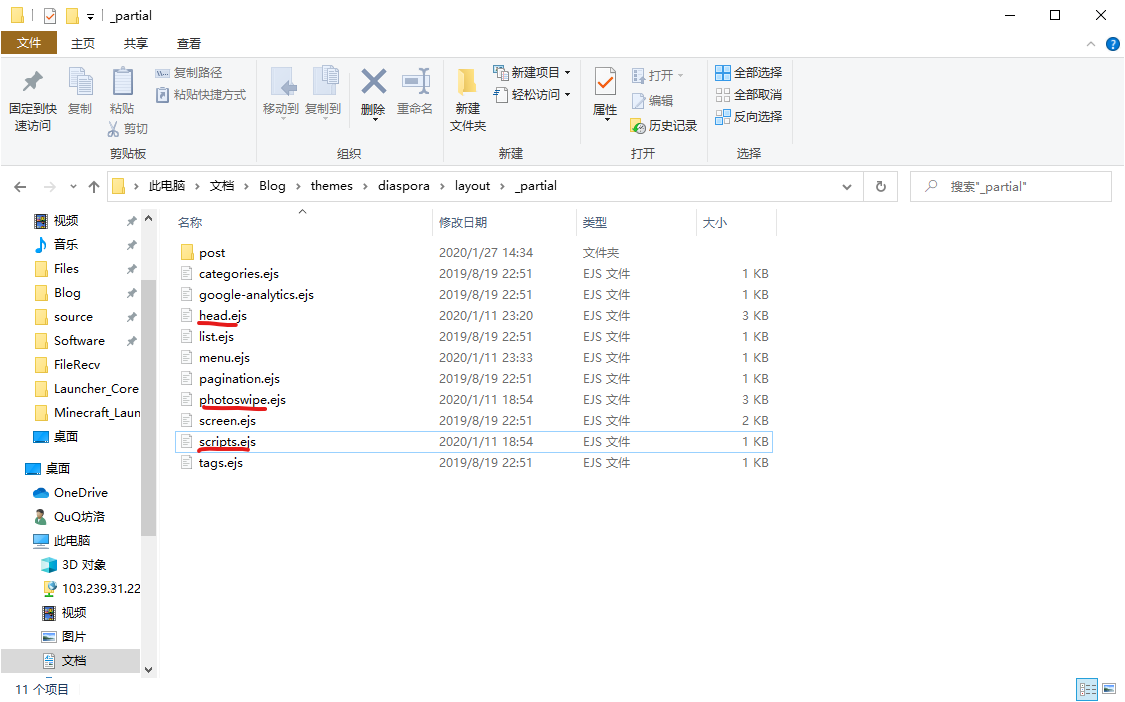 _partial
文件 主页 共享 查看
固定到快速访问
复制
粘贴
复制路径
粘贴快捷方式
剪切
剪贴板
移动到
复制到
删除
重命名
组织
新建文件夹
新建项目
轻松访问
新建
属性
打开
编辑
历史记录
打开
全部选择
全部取消
反向选择
选择
此电脑 文档 Blog themes diaspora layout _partial
搜索"_partial"
视频
音乐
Files
Blog
source
Software
FileRecv
Launcher_Core
Minecraft_Laun
桌面
桌面
OneDrive
QuQ坊洛
此电脑
3D 对象
103.239.31.22
视频
图片
文档
名称 修改日期 类型 大小
post 2020/1/27 14:34 文件夹
categories.ejs 2019/8/19 22:51 EJS 文件 1 KB
google-analytics.ejs 2019/8/19 22:51 EJS 文件 1 KB
head.ejs 2020/1/11 23:20 EJS 文件 3 KB
list.ejs 2019/8/19 22:51 EJS 文件 1 KB
menu.ejs 2020/1/11 23:33 EJS 文件 1 KB
pagination.ejs 2019/8/19 22:51 EJS 文件 1 KB
photoswipe.ejs 2020/1/11 18:54 EJS 文件 3 KB
screen.ejs 2019/8/19 22:51 EJS 文件 2 KB
scripts.ejs 2020/1/11 18:54 EJS 文件 1 KB
tags.ejs 2019/8/19 22:51 EJS 文件 1 KB
11 个项目